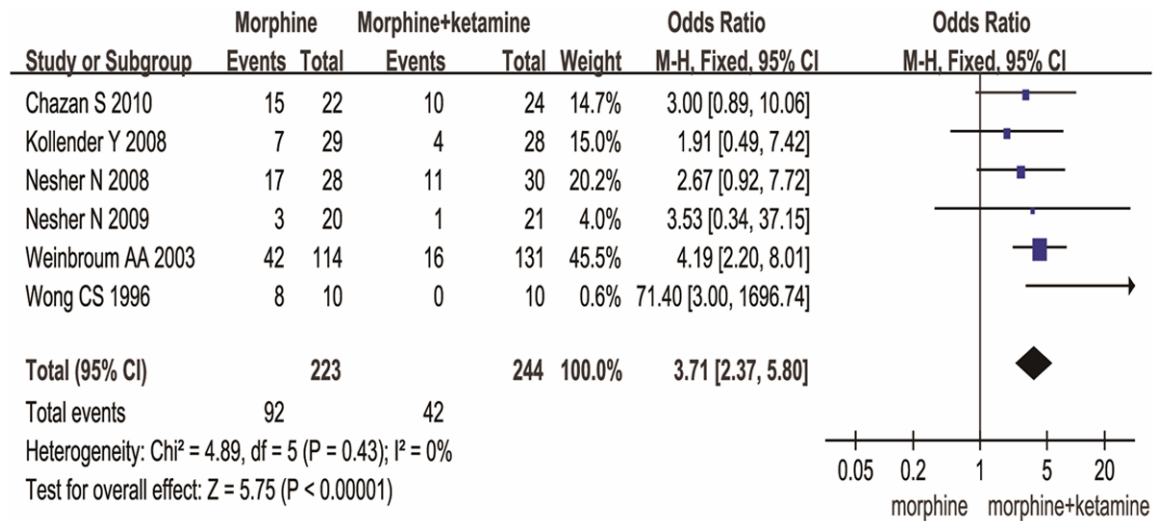 Morphine Morphine+ketamine Odds Ratio Odds Ratio
Study or Subgroup Events Total Events Total Weight M-H, Fixed, 95% CI M-H, Fixed, 95% CI
Chazan S 2010 15 22 10 24 14.7% 3.00 [0.89, 10.06]
Kollender Y 2008 7 29 4 28 15.0% 1.91 [0.49, 7.42]
Nesher N 2008 17 28 11 30 20.2% 2.67 [0.92, 7.72]
Nesher N 2009 3 20 1 21 4.0% 3.53 [0.34, 37.15]
Weinbroum AA 2003 42 114 16 131 45.5% 4.19 [2.20, 8.01]
Wong CS 1996 8 10 0 10 0.6% 71.40 [3.00, 1696.74]
Total (95% CI) 223 244 100.0% 3.71 [2.37, 5.80]
Total events 92 42
Heterogeneity: Chi² = 4.89, df = 5 (P = 0.43); I² = 0%
Test for overall effect: Z = 5.75 (P < 0.00001)
0.05 0.2 1 5 20
morphine morphine+ketamine